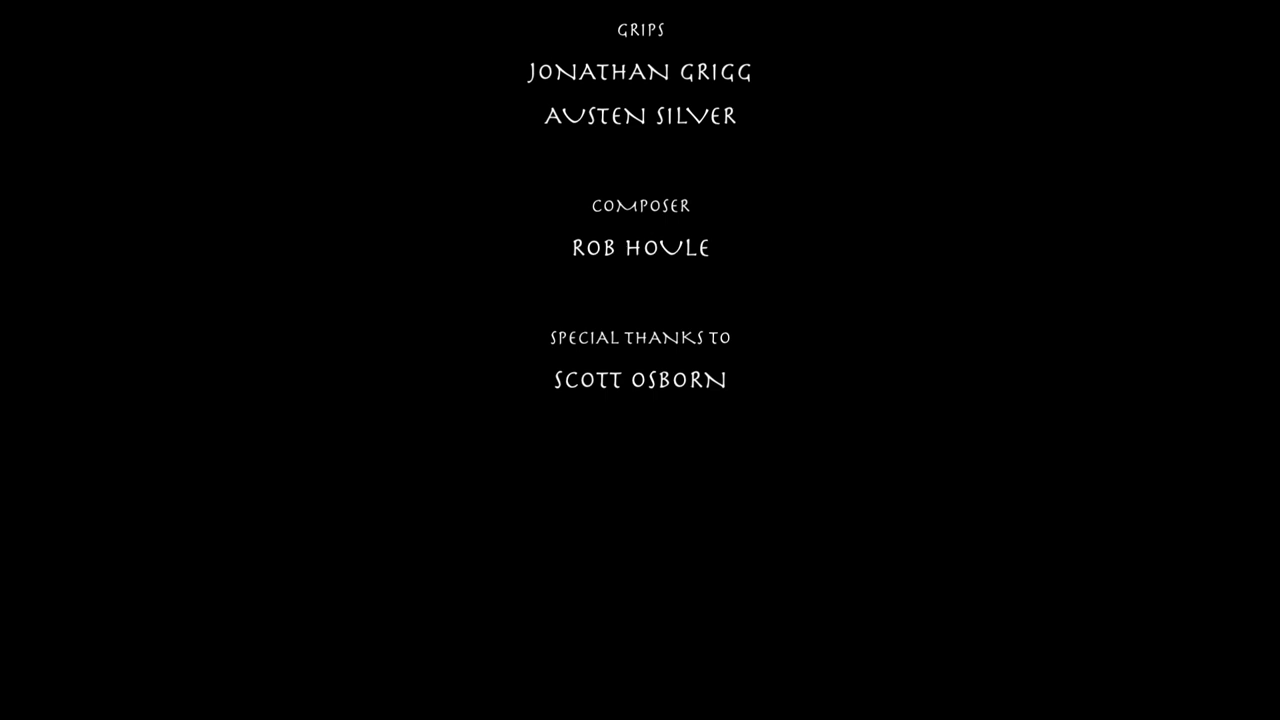 GRIPS
JONATHAN GRIGG
AUSTEN SILVER
COMPOSER
ROB HOULE
SPECIAL THANKS TO
SCOTT OSBORN